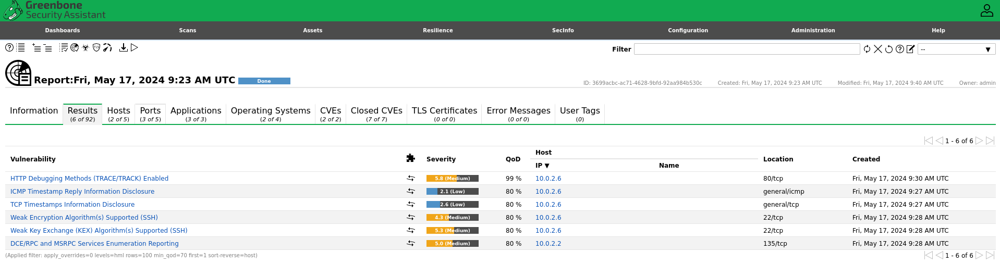 Greenbone
Security Assistant
Dashboards Scans Assets Resilience SecInfo Configuration Administration Help
Filter --
Report:Fri, May 17, 2024 9:23 AM UTC Done ID: 3699acbc-ac71-4628-9bfd-92aa984b530c Created: Fri, May 17, 2024 9:23 AM UTC Modified: Fri, May 17, 2024 9:40 AM UTC Owner: admin
Information Results Hosts Ports Applications Operating Systems CVEs Closed CVEs TLS Certificates Error Messages User Tags
(6 of 92) (2 of 5) (3 of 5) (3 of 3) (2 of 4) (2 of 2) (7 of 7) (0 of 0) (0 of 0) (0)
1 - 6 of 6
Host
Vulnerability Severity QoD Location Created
IP ▼ Name
HTTP Debugging Methods (TRACE/TRACK) Enabled 5.8 (Medium) 99 % 10.0.2.6 80/tcp Fri, May 17, 2024 9:30 AM UTC
ICMP Timestamp Reply Information Disclosure 2.1 (Low) 80 % 10.0.2.6 general/icmp Fri, May 17, 2024 9:27 AM UTC
TCP Timestamps Information Disclosure 2.6 (Low) 80 % 10.0.2.6 general/tcp Fri, May 17, 2024 9:27 AM UTC
Weak Encryption Algorithm(s) Supported (SSH) 4.3 (Medium) 80 % 10.0.2.6 22/tcp Fri, May 17, 2024 9:28 AM UTC
Weak Key Exchange (KEX) Algorithm(s) Supported (SSH) 5.3 (Medium) 80 % 10.0.2.6 22/tcp Fri, May 17, 2024 9:28 AM UTC
DCE/RPC and MSRPC Services Enumeration Reporting 5.0 (Medium) 80 % 10.0.2.2 135/tcp Fri, May 17, 2024 9:28 AM UTC
(Applied filter: apply_overrides=0 levels=hml rows=100 min_qod=70 first=1 sort-reverse=host) 1 - 6 of 6